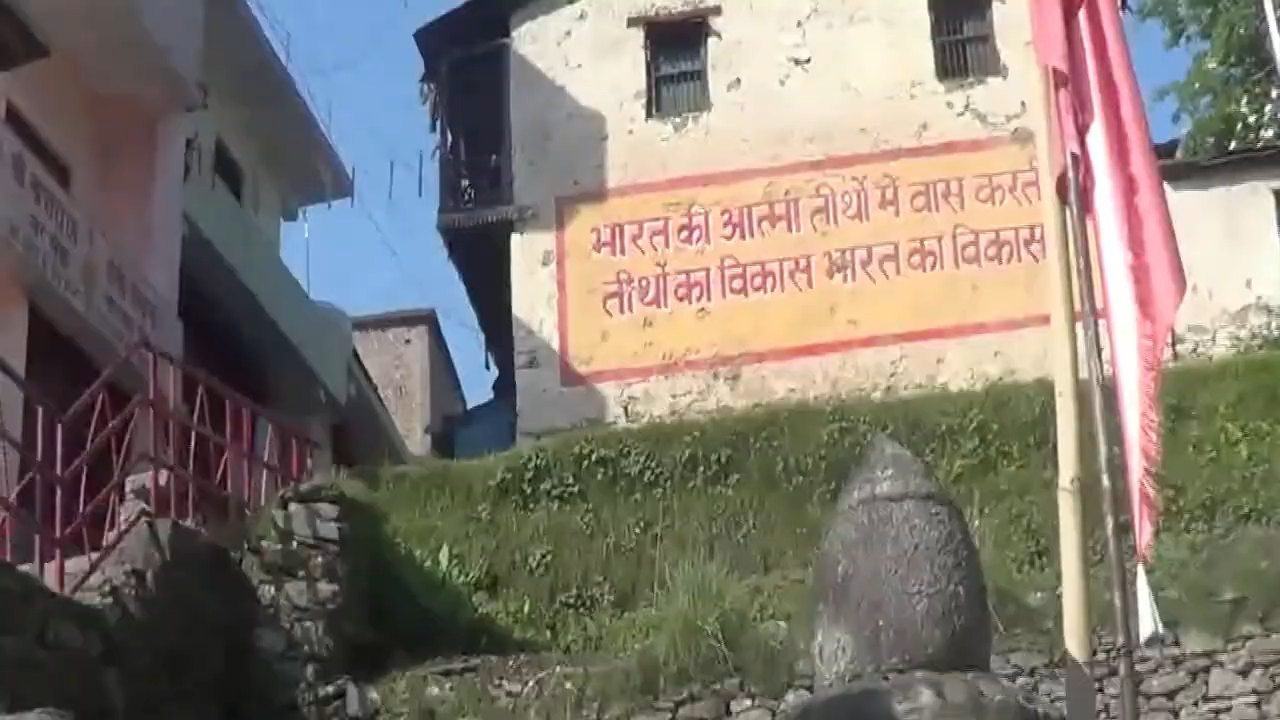 भारत की आत्मा तीर्थो में वास करते
तीर्थो का विकास भारत का विकास